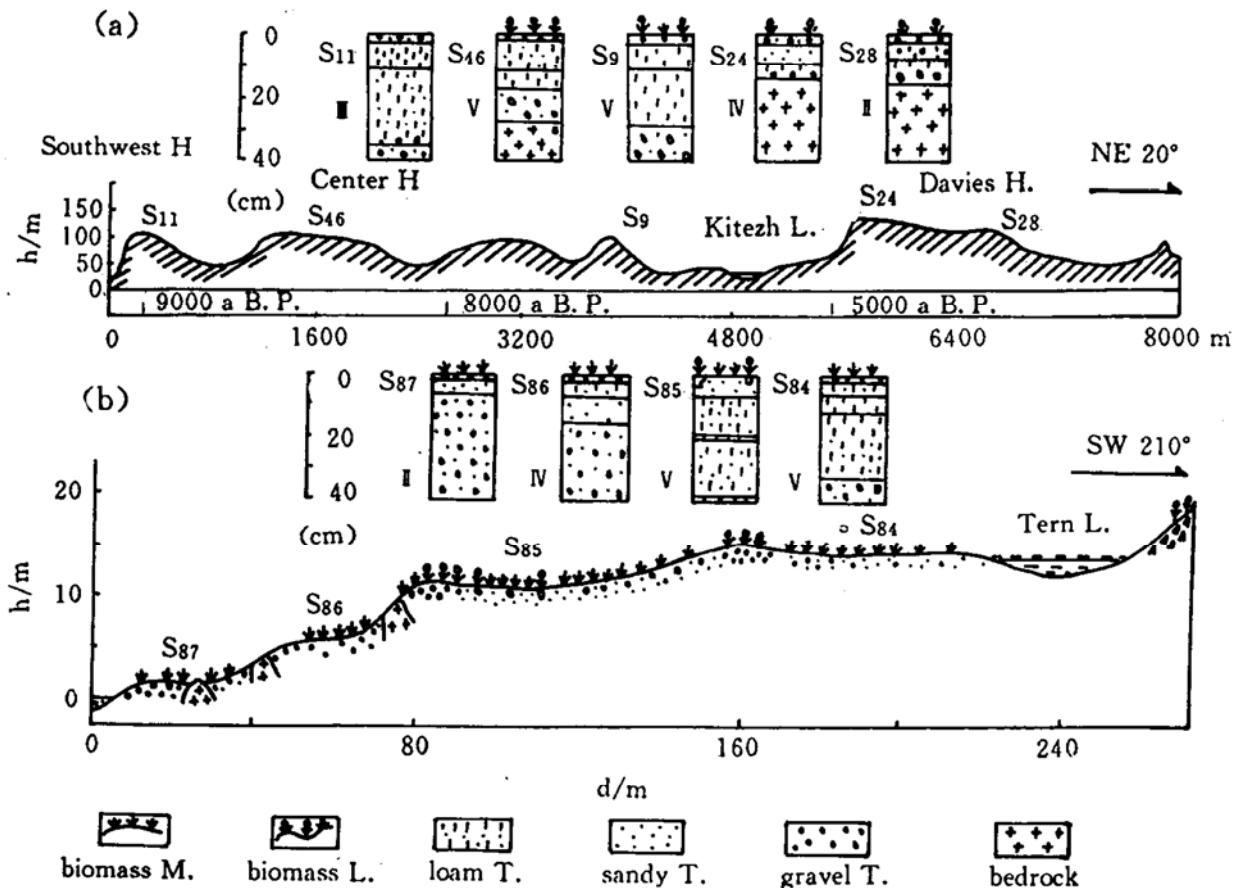 (a)
0
20
40
(cm)
S11 S46 S9 S24 S28
Ⅲ Ⅴ Ⅴ Ⅳ Ⅱ
Southwest H Center H Kitezh L. Davies H. NE 20°
S11 S46 S9 S24 S28
h/m
150
100
50
0
9000 a B. P. 8000 a B. P. 5000 a B. P.
0 1600 3200 4800 6400 8000 m
(b)
0
20
40
(cm)
S87 S86 S85 S84
Ⅱ Ⅳ Ⅴ Ⅴ
SW 210°
h/m
20
10
0
S87 S86 S85 S84 Tern L.
0 80 160 240
d/m
biomass M. biomass L. loam T. sandy T. gravel T. bedrock